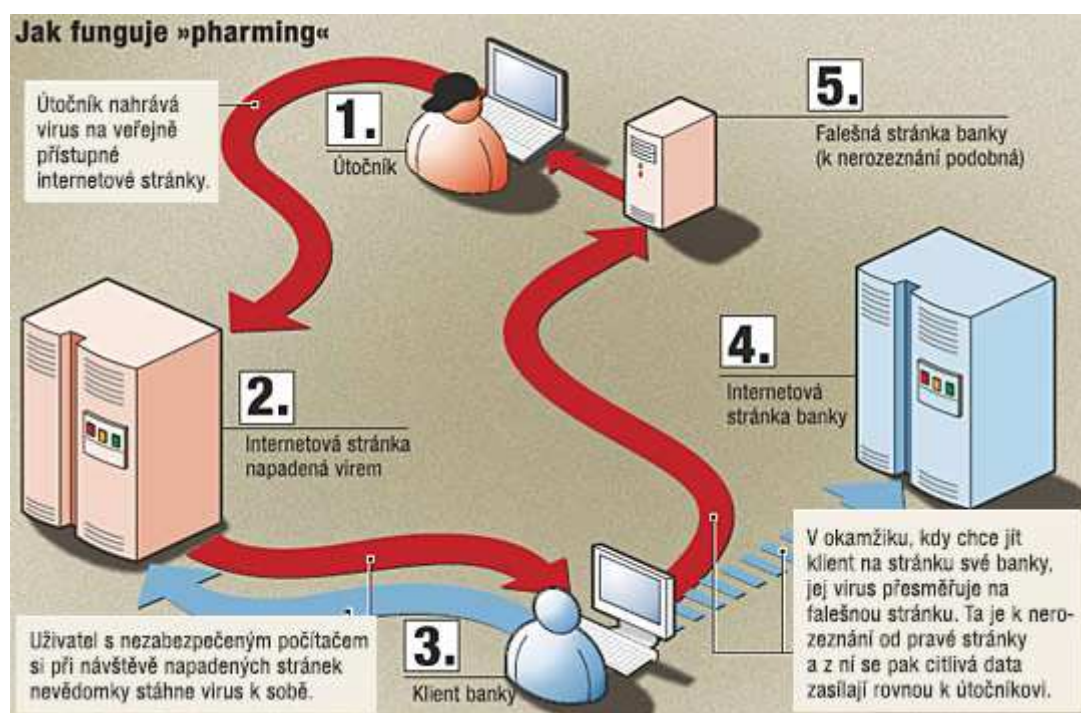 Jak funguje »pharming«
Útočník nahrává
virus na veřejně
přístupné
internetové stránky.
1.
Útočník
5.
Falešná stránka banky
(k nerozeznání podobná)
2.
Internetová stránka
napadená virem
4.
Internetová
stránka banky
Uživatel s nezabezpečeným počítačem
si při návštěvě napadených stránek
nevědomky stáhne virus k sobě.
3.
Klient banky
V okamžiku, kdy chce jít
klient na stránku své banky,
jej virus přesměruje na
falešnou stránku. Ta je k nero-
zeznání od pravé stránky
a z ní se pak citlivá data
zasílají rovnou k útočníkovi.